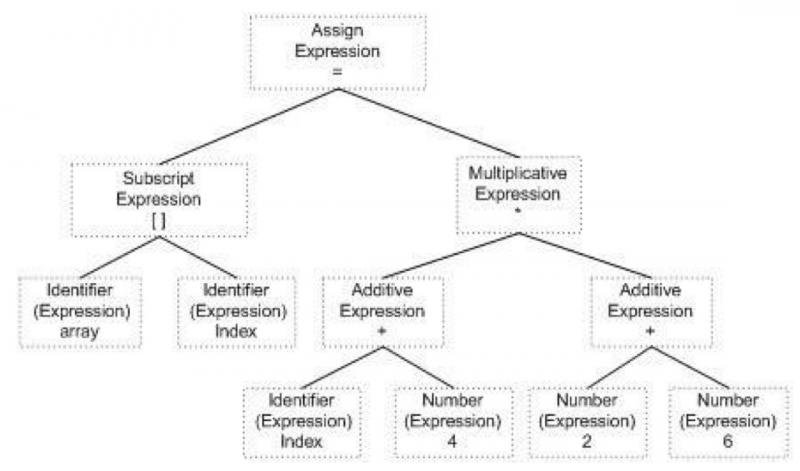 Assign
Expression
=
Subscript
Expression
[ ]
Multiplicative
Expression
*
Identifier
(Expression)
array
Identifier
(Expression)
Index
Additive
Expression
+
Additive
Expression
+
Identifier
(Expression)
Index
Number
(Expression)
4
Number
(Expression)
2
Number
(Expression)
6